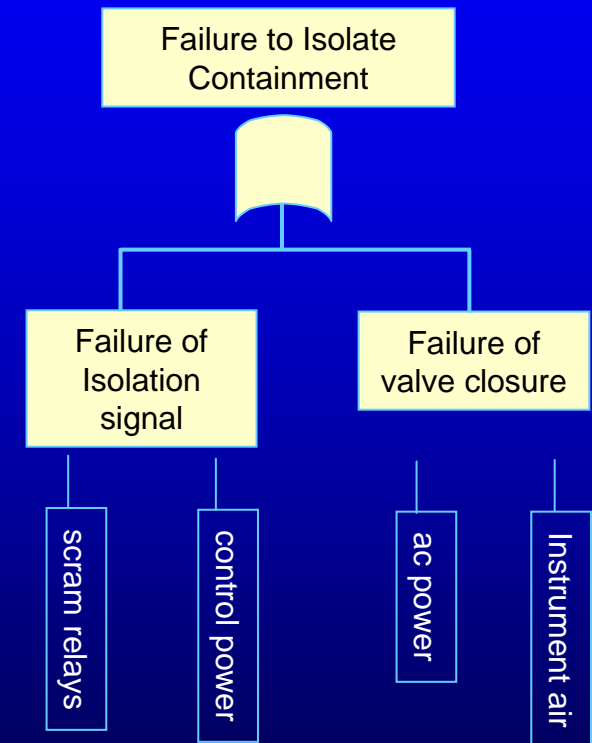 Failure to Isolate
Containment
Failure of
Isolation
signal
Failure of
valve closure
scram relays
control power
ac power
Instrument air